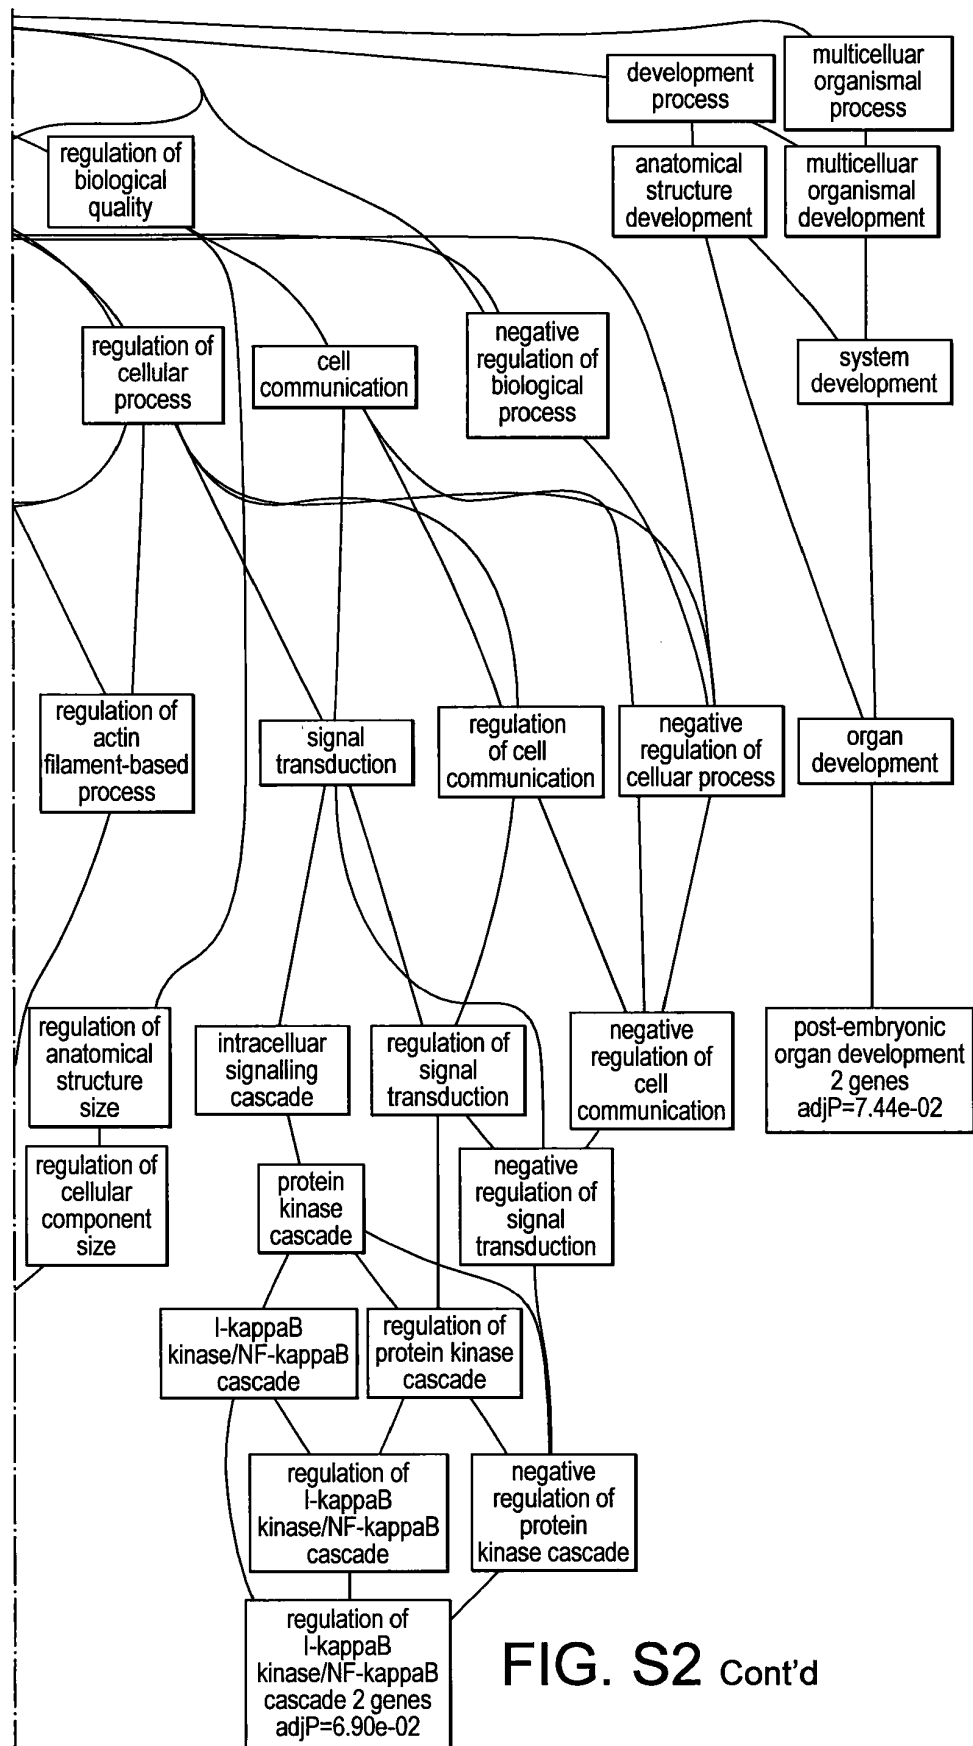 multicelluar
organismal
process
development
process
regulation of
biological
quality
anatomical
structure
development
multicelluar
organismal
development
regulation of
cellular
process
cell
communication
negative
regulation of
biological
process
system
development
regulation of
actin
filament-based
process
signal
transduction
regulation
of cell
communication
negative
regulation of
celluar process
organ
development
regulation of
anatomical
structure
size
intracelluar
signalling
cascade
regulation of
signal
transduction
negative
regulation of
cell
communication
post-embryonic
organ development
2 genes
adjP=7.44e-02
regulation of
cellular
component
size
protein
kinase
cascade
negative
regulation of
signal
transduction
I-kappaB
kinase/NF-kappaB
cascade
regulation of
protein kinase
cascade
regulation of
I-kappaB
kinase/NF-kappaB
cascade
negative
regulation of
protein
kinase cascade
regulation of
I-kappaB
kinase/NF-kappaB
cascade 2 genes
adjP=6.90e-02
FIG. S2 Cont'd